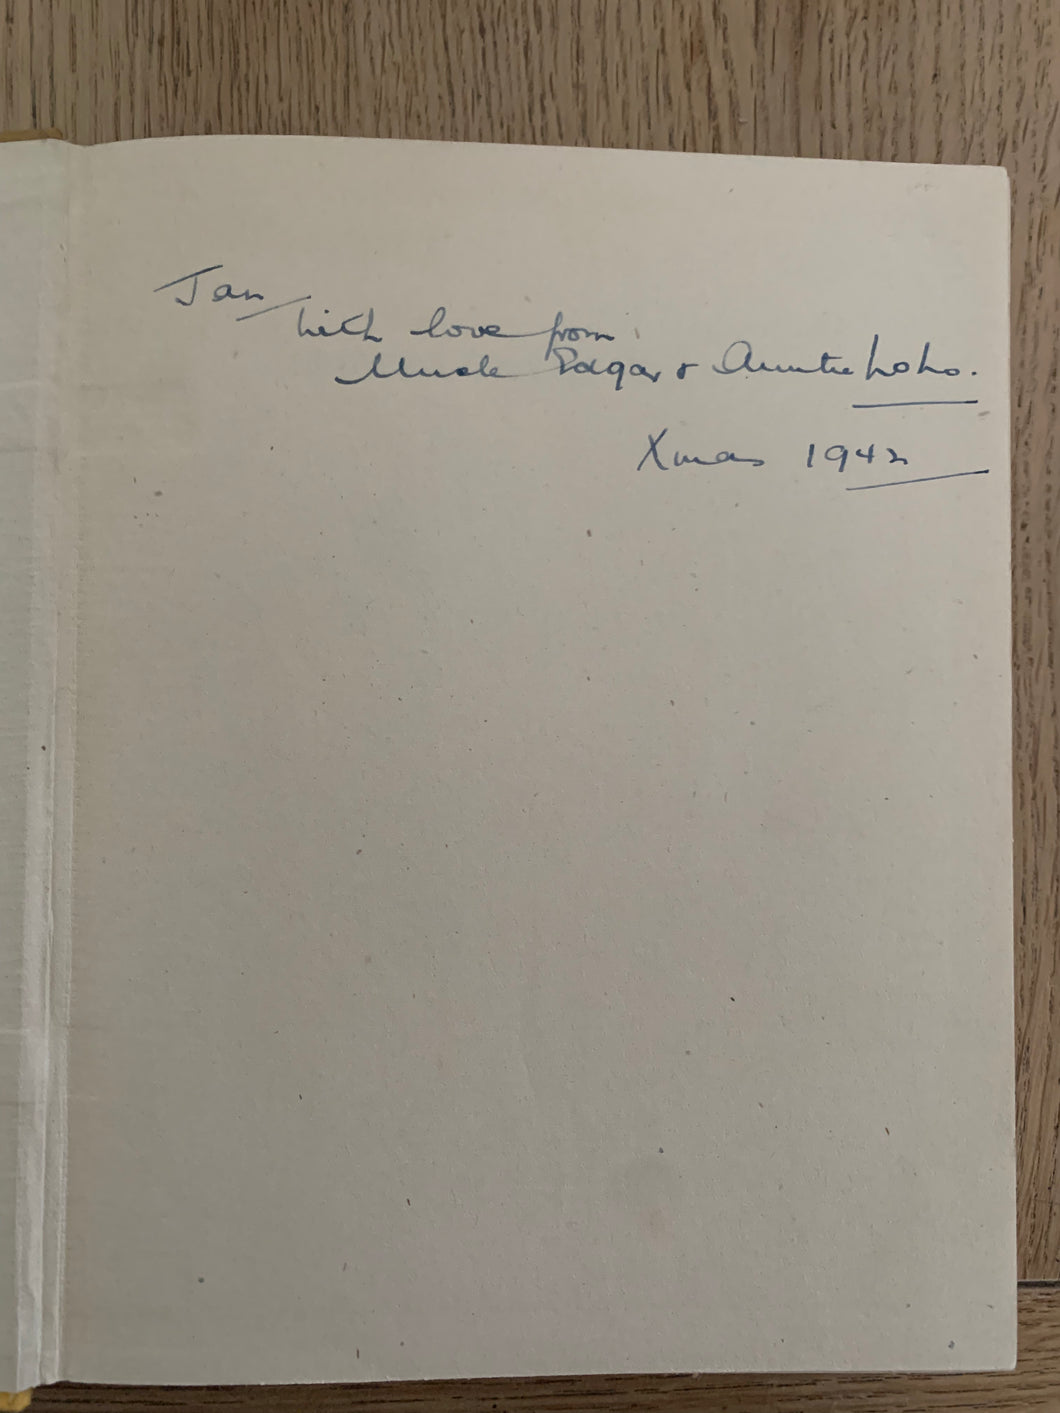 Jan
with love from
Uncle Edgar & Auntie LoLo.
Xmas 1942